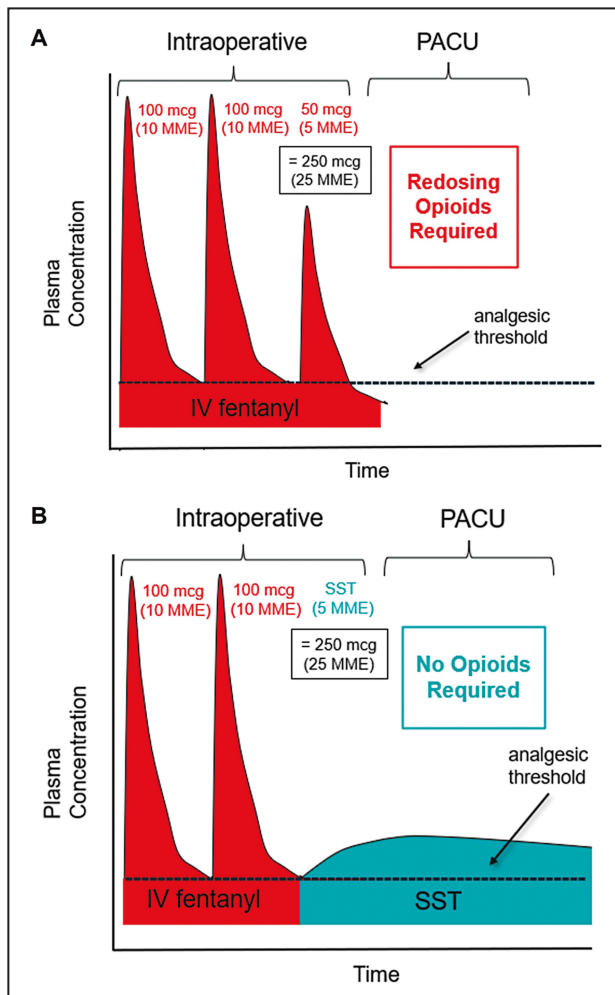 A
Intraoperative
PACU
100 mcg
(10 MME)
100 mcg
(10 MME)
50 mcg
(5 MME)
= 250 mcg
(25 MME)
Redosing
Opioids
Required
analgesic
threshold
Plasma
Concentration
IV fentanyl
Time
B
Intraoperative
PACU
100 mcg
(10 MME)
100 mcg
(10 MME)
SST
(5 MME)
= 250 mcg
(25 MME)
No Opioids
Required
analgesic
threshold
Plasma
Concentration
IV fentanyl
SST
Time